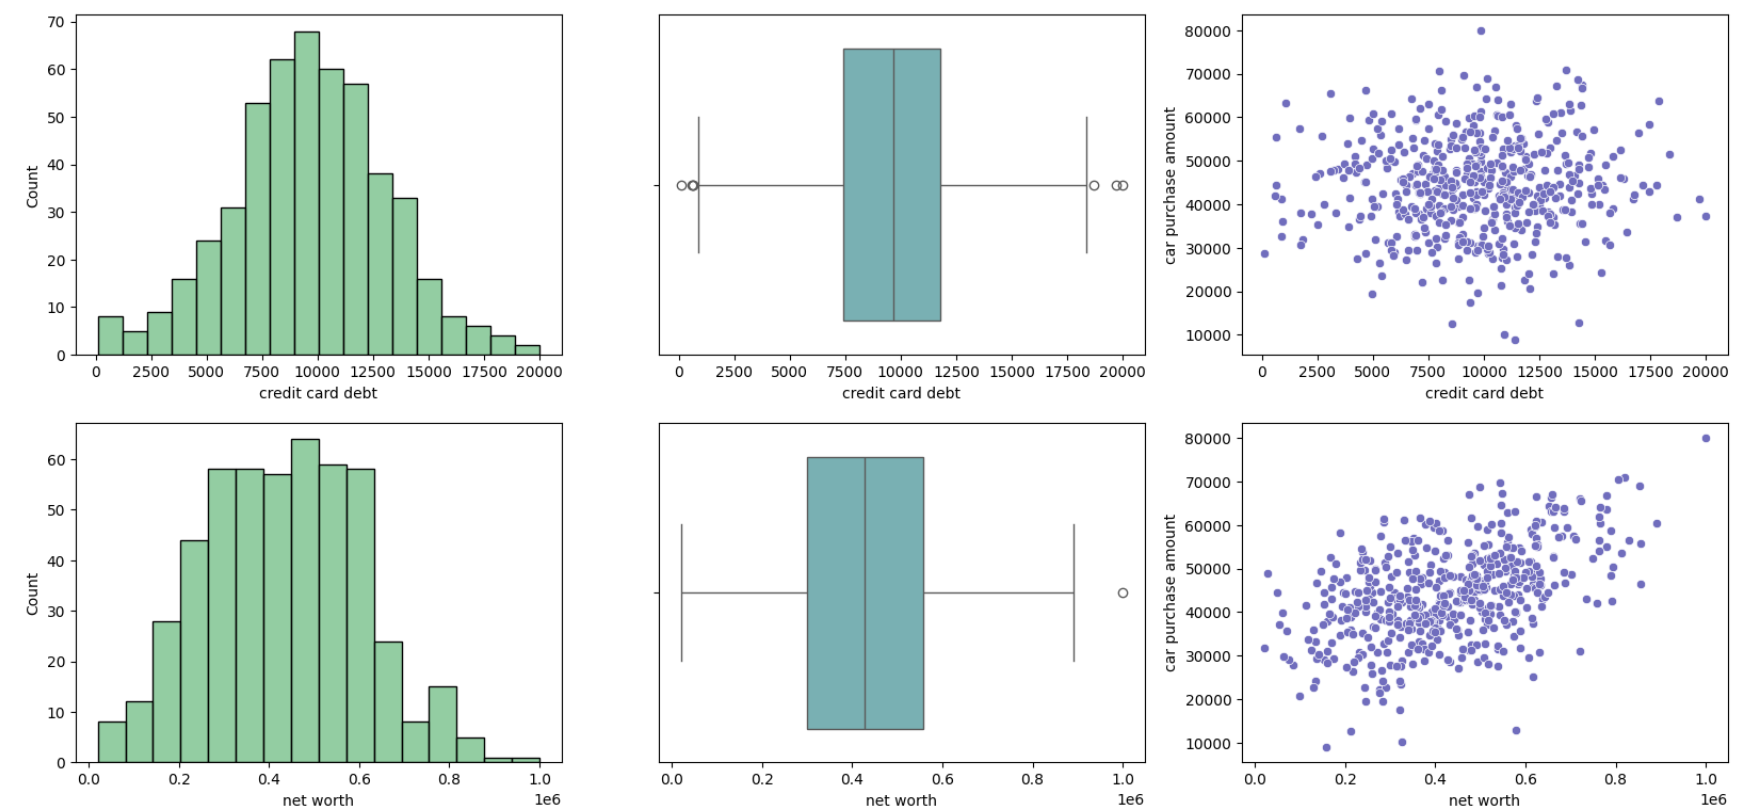 70
60
50
40
30
20
10
0
Count
0 2500 5000 7500 10000 12500 15000 17500 20000
credit card debt
0 2500 5000 7500 10000 12500 15000 17500 20000
credit card debt
80000
70000
60000
50000
40000
30000
20000
10000
car purchase amount
0 2500 5000 7500 10000 12500 15000 17500 20000
credit card debt
60
50
40
30
20
10
0
Count
0.0 0.2 0.4 0.6 0.8 1.0
net worth 1e6
0.0 0.2 0.4 0.6 0.8 1.0
net worth 1e6
80000
70000
60000
50000
40000
30000
20000
10000
car purchase amount
0.0 0.2 0.4 0.6 0.8 1.0
net worth 1e6